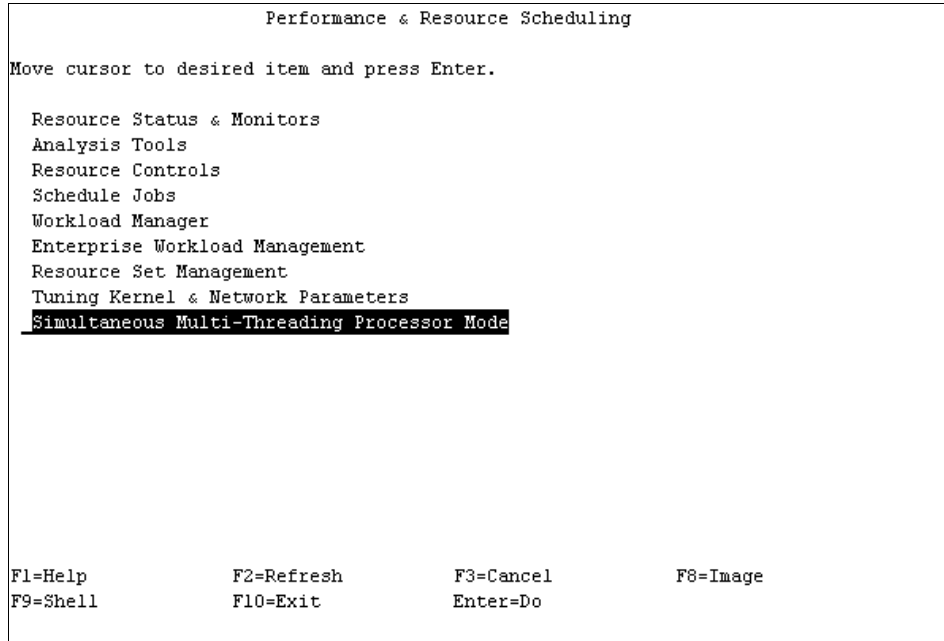 Performance & Resource Scheduling
Move cursor to desired item and press Enter.
Resource Status & Monitors
Analysis Tools
Resource Controls
Schedule Jobs
Workload Manager
Enterprise Workload Management
Resource Set Management
Tuning Kernel & Network Parameters
Simultaneous Multi-Threading Processor Mode
F1=Help F2=Refresh F3=Cancel F8=Image
F9=Shell F10=Exit Enter=Do